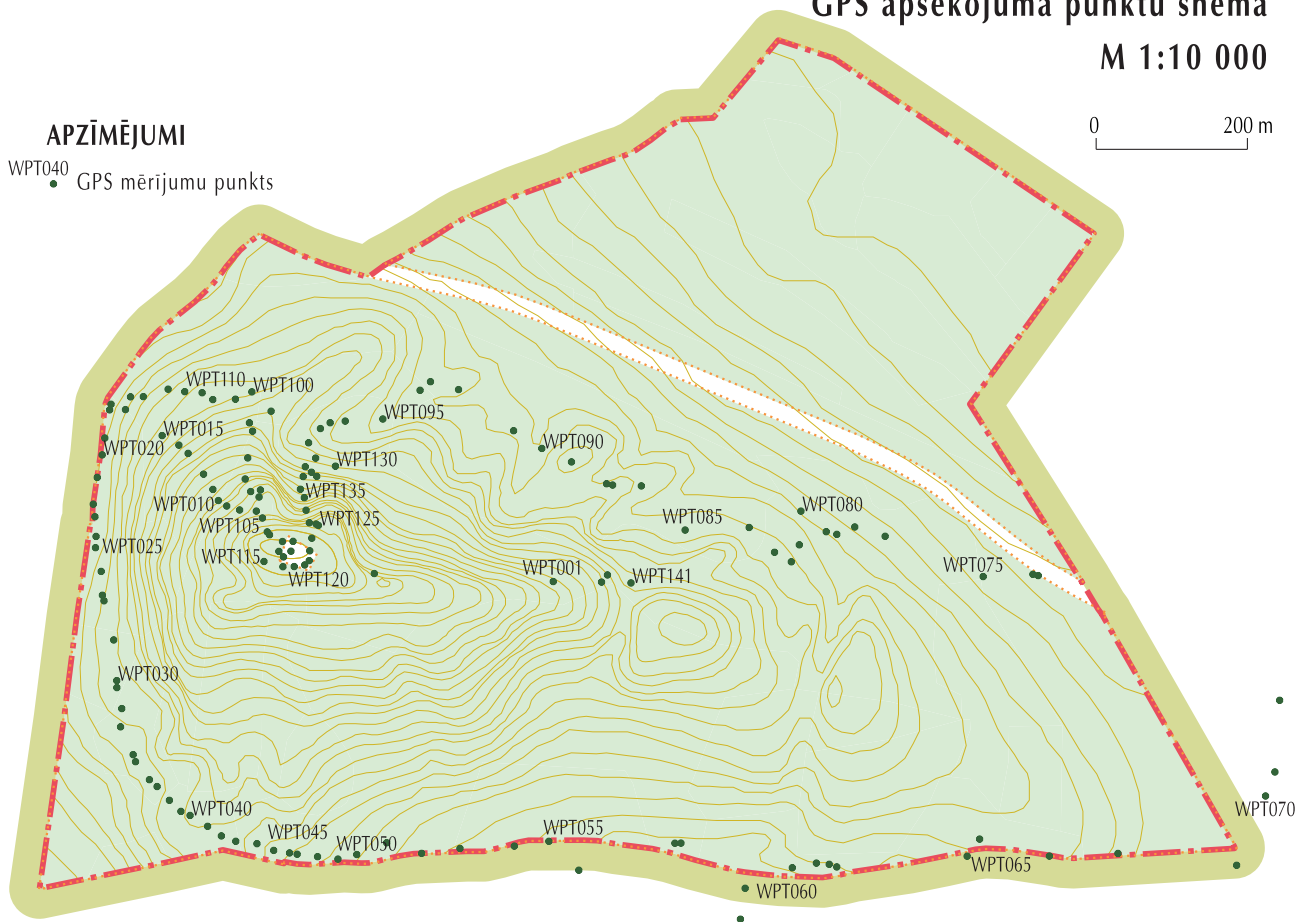 GPS apsekojuma punktu shēma
M 1:10 000
0 200 m
APZĪMĒJUMI
WPT040
GPS mērījumu punkts
WPT110
WPT100
WPT095
WPT015
WPT020
WPT090
WPT130
WPT135
WPT010
WPT105
WPT125
WPT085
WPT080
WPT025
WPT115
WPT120
WPT001
WPT141
WPT075
WPT030
WPT040
WPT070
WPT045
WPT050
WPT055
WPT065
WPT060